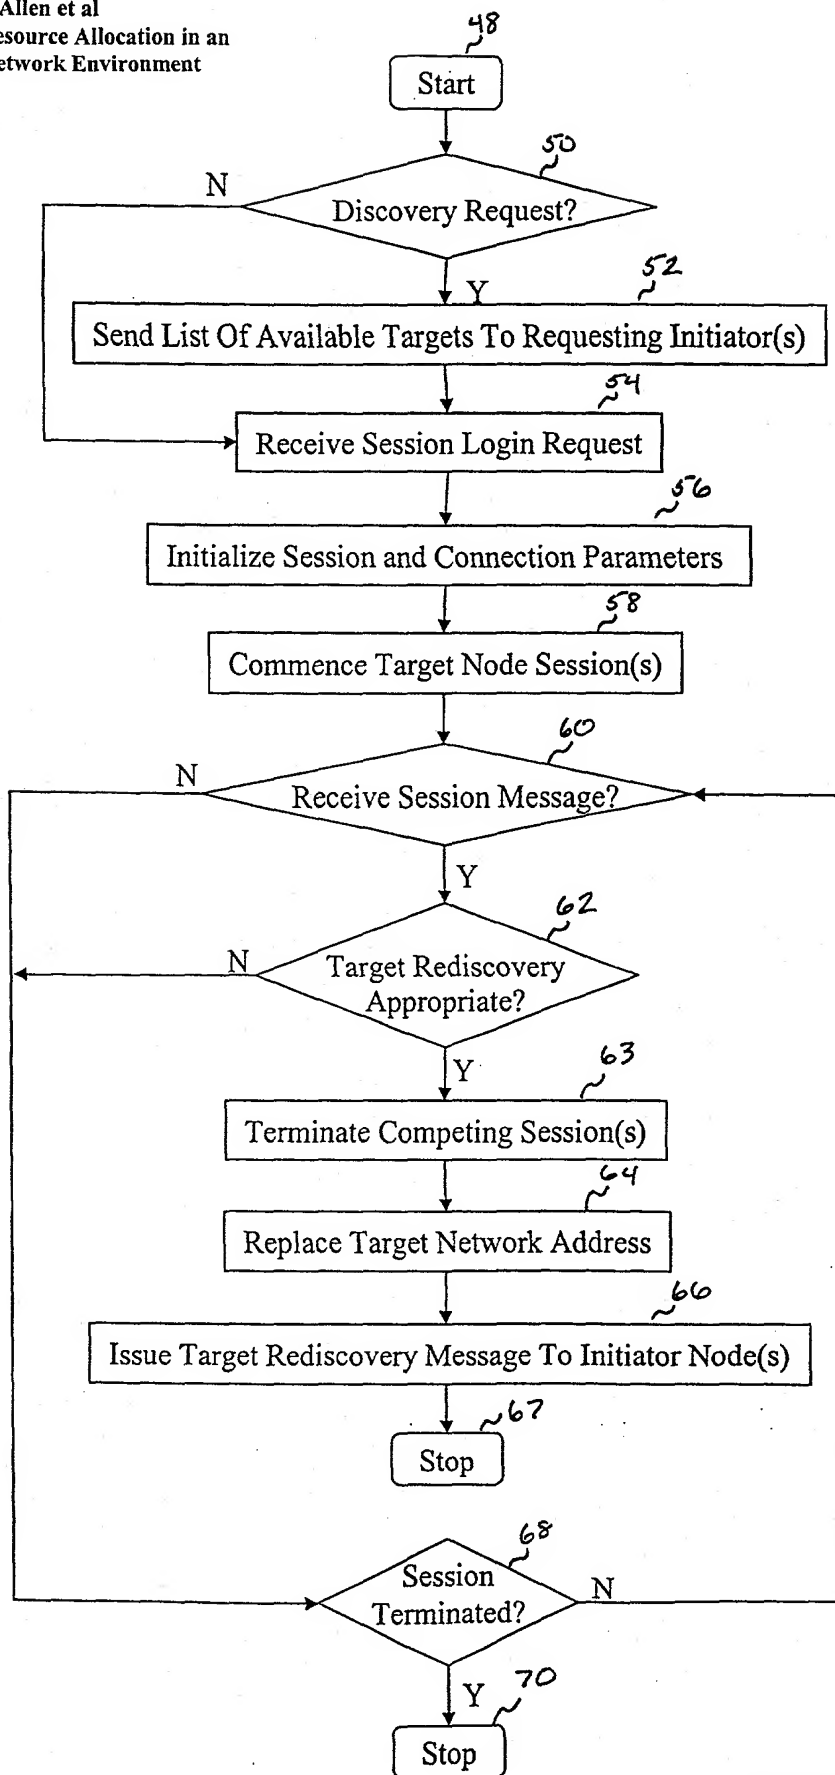 Allen et al
esource Allocation in an
etwork Environment
48
Start
50
N
Discovery Request?
Y
52
Send List Of Available Targets To Requesting Initiator(s)
54
Receive Session Login Request
56
Initialize Session and Connection Parameters
58
Commence Target Node Session(s)
60
N
Receive Session Message?
Y
62
N
Target Rediscovery
Appropriate?
Y
63
Terminate Competing Session(s)
64
Replace Target Network Address
66
Issue Target Rediscovery Message To Initiator Node(s)
67
Stop
68
Session
Terminated?
N
Y
70
Stop